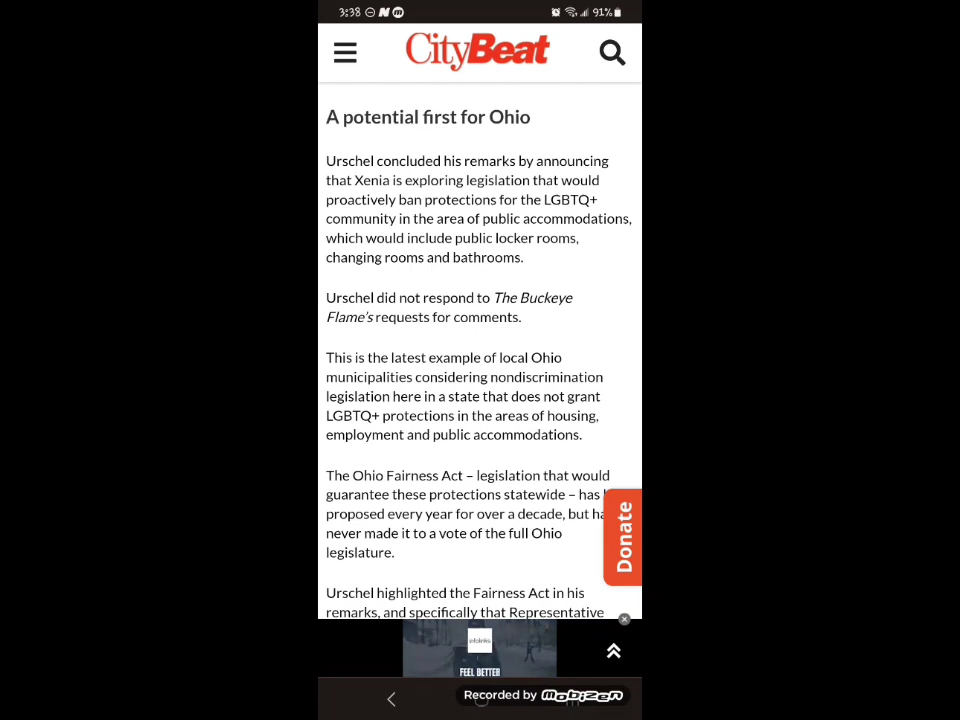 3:38 91%
CityBeat
A potential first for Ohio
Urschel concluded his remarks by announcing
that Xenia is exploring legislation that would
proactively ban protections for the LGBTQ+
community in the area of public accommodations,
which would include public locker rooms,
changing rooms and bathrooms.
Urschel did not respond to The Buckeye
Flame's requests for comments.
This is the latest example of local Ohio
municipalities considering nondiscrimination
legislation here in a state that does not grant
LGBTQ+ protections in the areas of housing,
employment and public accommodations.
The Ohio Fairness Act – legislation that would
guarantee these protections statewide – has
proposed every year for over a decade, but
never made it to a vote of the full Ohio
legislature.
Donate
Urschel highlighted the Fairness Act in his
remarks, and specifically that Representative
FEEL BETTER
Recorded by MOBIZEN